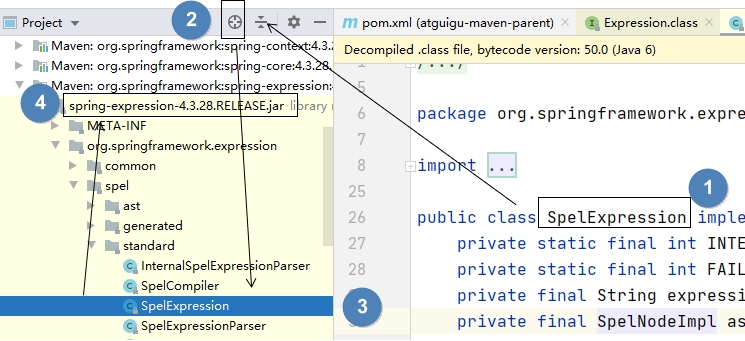 Project
Maven: org.springframework:spring-context:4.3.2
Maven: org.springframework:spring-core:4.3.28.
Maven: org.springframework:spring-expression:4
spring-expression-4.3.28.RELEASE.jar library r
META-INF
org.springframework.expression
common
spel
ast
generated
standard
InternalSpelExpressionParser
SpelCompiler
SpelExpression
SpelExpressionParser
2
4
pom.xml (atguigu-maven-parent)
Expression.class
Decompiled .class file, bytecode version: 50.0 (Java 6)
1 /.../
6 package org.springframework.expre
8 import ...
1
26 public class SpelExpression imple
27 private static final int INTE
28 private static final int FAIL
private final String expressi
3
private final SpelNodeImpl as